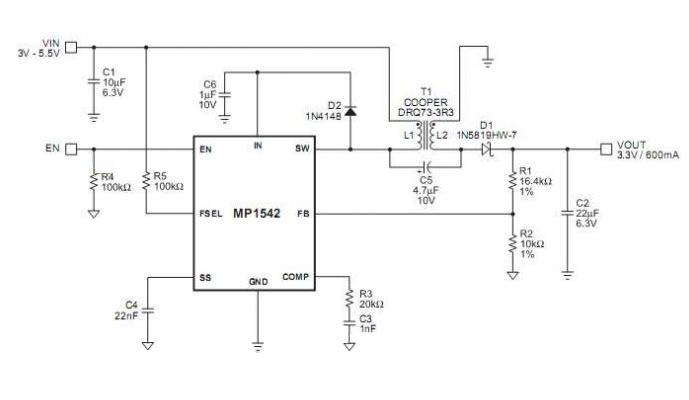 VIN
3V - 5.5V
C1
10µF
6.3V
C6
1µF
10V
D2
1N4148
T1
COOPER
DRQ73-3R3
L1
L2
D1
1N5819HW-7
VOUT
3.3V / 600mA
EN
R4
100kΩ
R5
100kΩ
EN
IN
SW
C5
4.7µF
10V
R1
16.4kΩ
1%
FSEL
MP1542
FB
C2
22µF
6.3V
R2
10kΩ
1%
SS
GND
COMP
C4
22nF
R3
20kΩ
C3
1nF